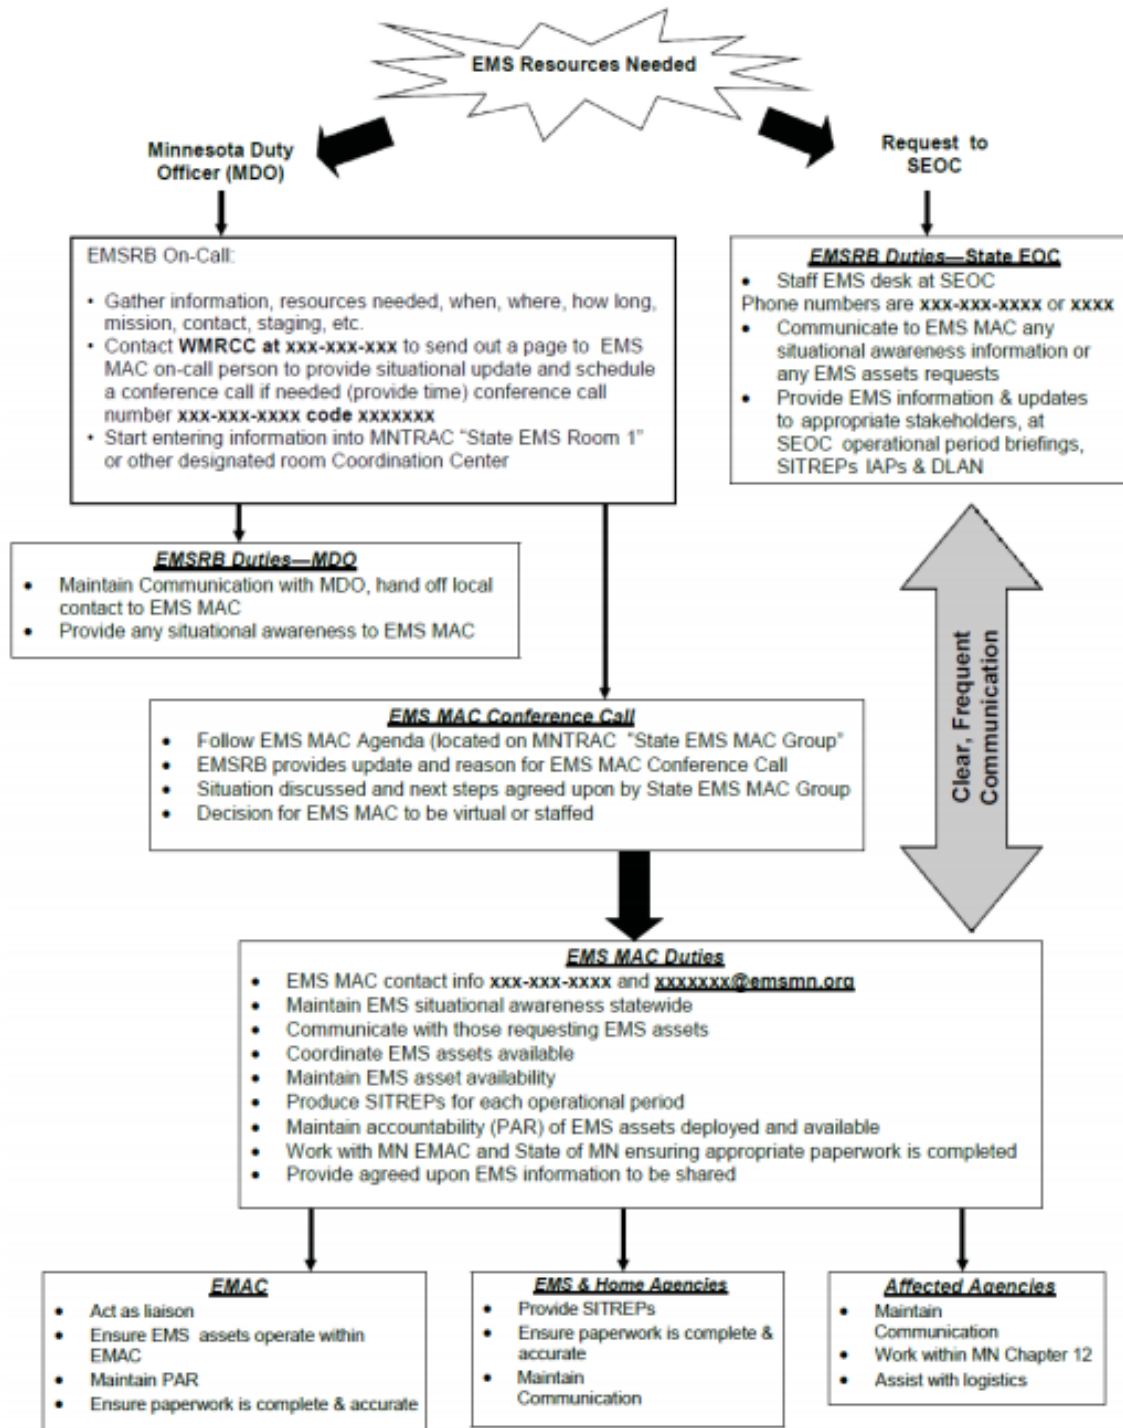 EMS Resources Needed
Minnesota Duty
Officer (MDO)
Request to
SEOC
EMSRB On-Call:
• Gather information, resources needed, when, where, how long,
mission, contact, staging, etc.
• Contact WMRCC at xxx-xxx-xxx to send out a page to EMS
MAC on-call person to provide situational update and schedule
a conference call if needed (provide time) conference call
number xxx-xxx-xxxx code xxxxxxx
• Start entering information into MNTRAC "State EMS Room 1"
or other designated room Coordination Center
EMSRB Duties—State EOC
• Staff EMS desk at SEOC
Phone numbers are xxx-xxx-xxxx or xxxx
• Communicate to EMS MAC any
situational awareness information or
any EMS assets requests
• Provide EMS information & updates
to appropriate stakeholders, at
SEOC operational period briefings,
SITREPs IAPs & DLAN
EMSRB Duties—MDO
• Maintain Communication with MDO, hand off local
contact to EMS MAC
• Provide any situational awareness to EMS MAC
Clear, Frequent
Communication
EMS MAC Conference Call
• Follow EMS MAC Agenda (located on MNTRAC "State EMS MAC Group"
• EMSRB provides update and reason for EMS MAC Conference Call
• Situation discussed and next steps agreed upon by State EMS MAC Group
• Decision for EMS MAC to be virtual or staffed
EMS MAC Duties
• EMS MAC contact info xxx-xxx-xxxx and xxxxxxx@emsmn.org
• Maintain EMS situational awareness statewide
• Communicate with those requesting EMS assets
• Coordinate EMS assets available
• Maintain EMS asset availability
• Produce SITREPs for each operational period
• Maintain accountability (PAR) of EMS assets deployed and available
• Work with MN EMAC and State of MN ensuring appropriate paperwork is completed
• Provide agreed upon EMS information to be shared
EMAC
• Act as liaison
• Ensure EMS assets operate within
EMAC
• Maintain PAR
• Ensure paperwork is complete & accurate
EMS & Home Agencies
• Provide SITREPs
• Ensure paperwork is complete &
accurate
• Maintain
Communication
Affected Agencies
• Maintain
Communication
• Work within MN Chapter 12
• Assist with logistics